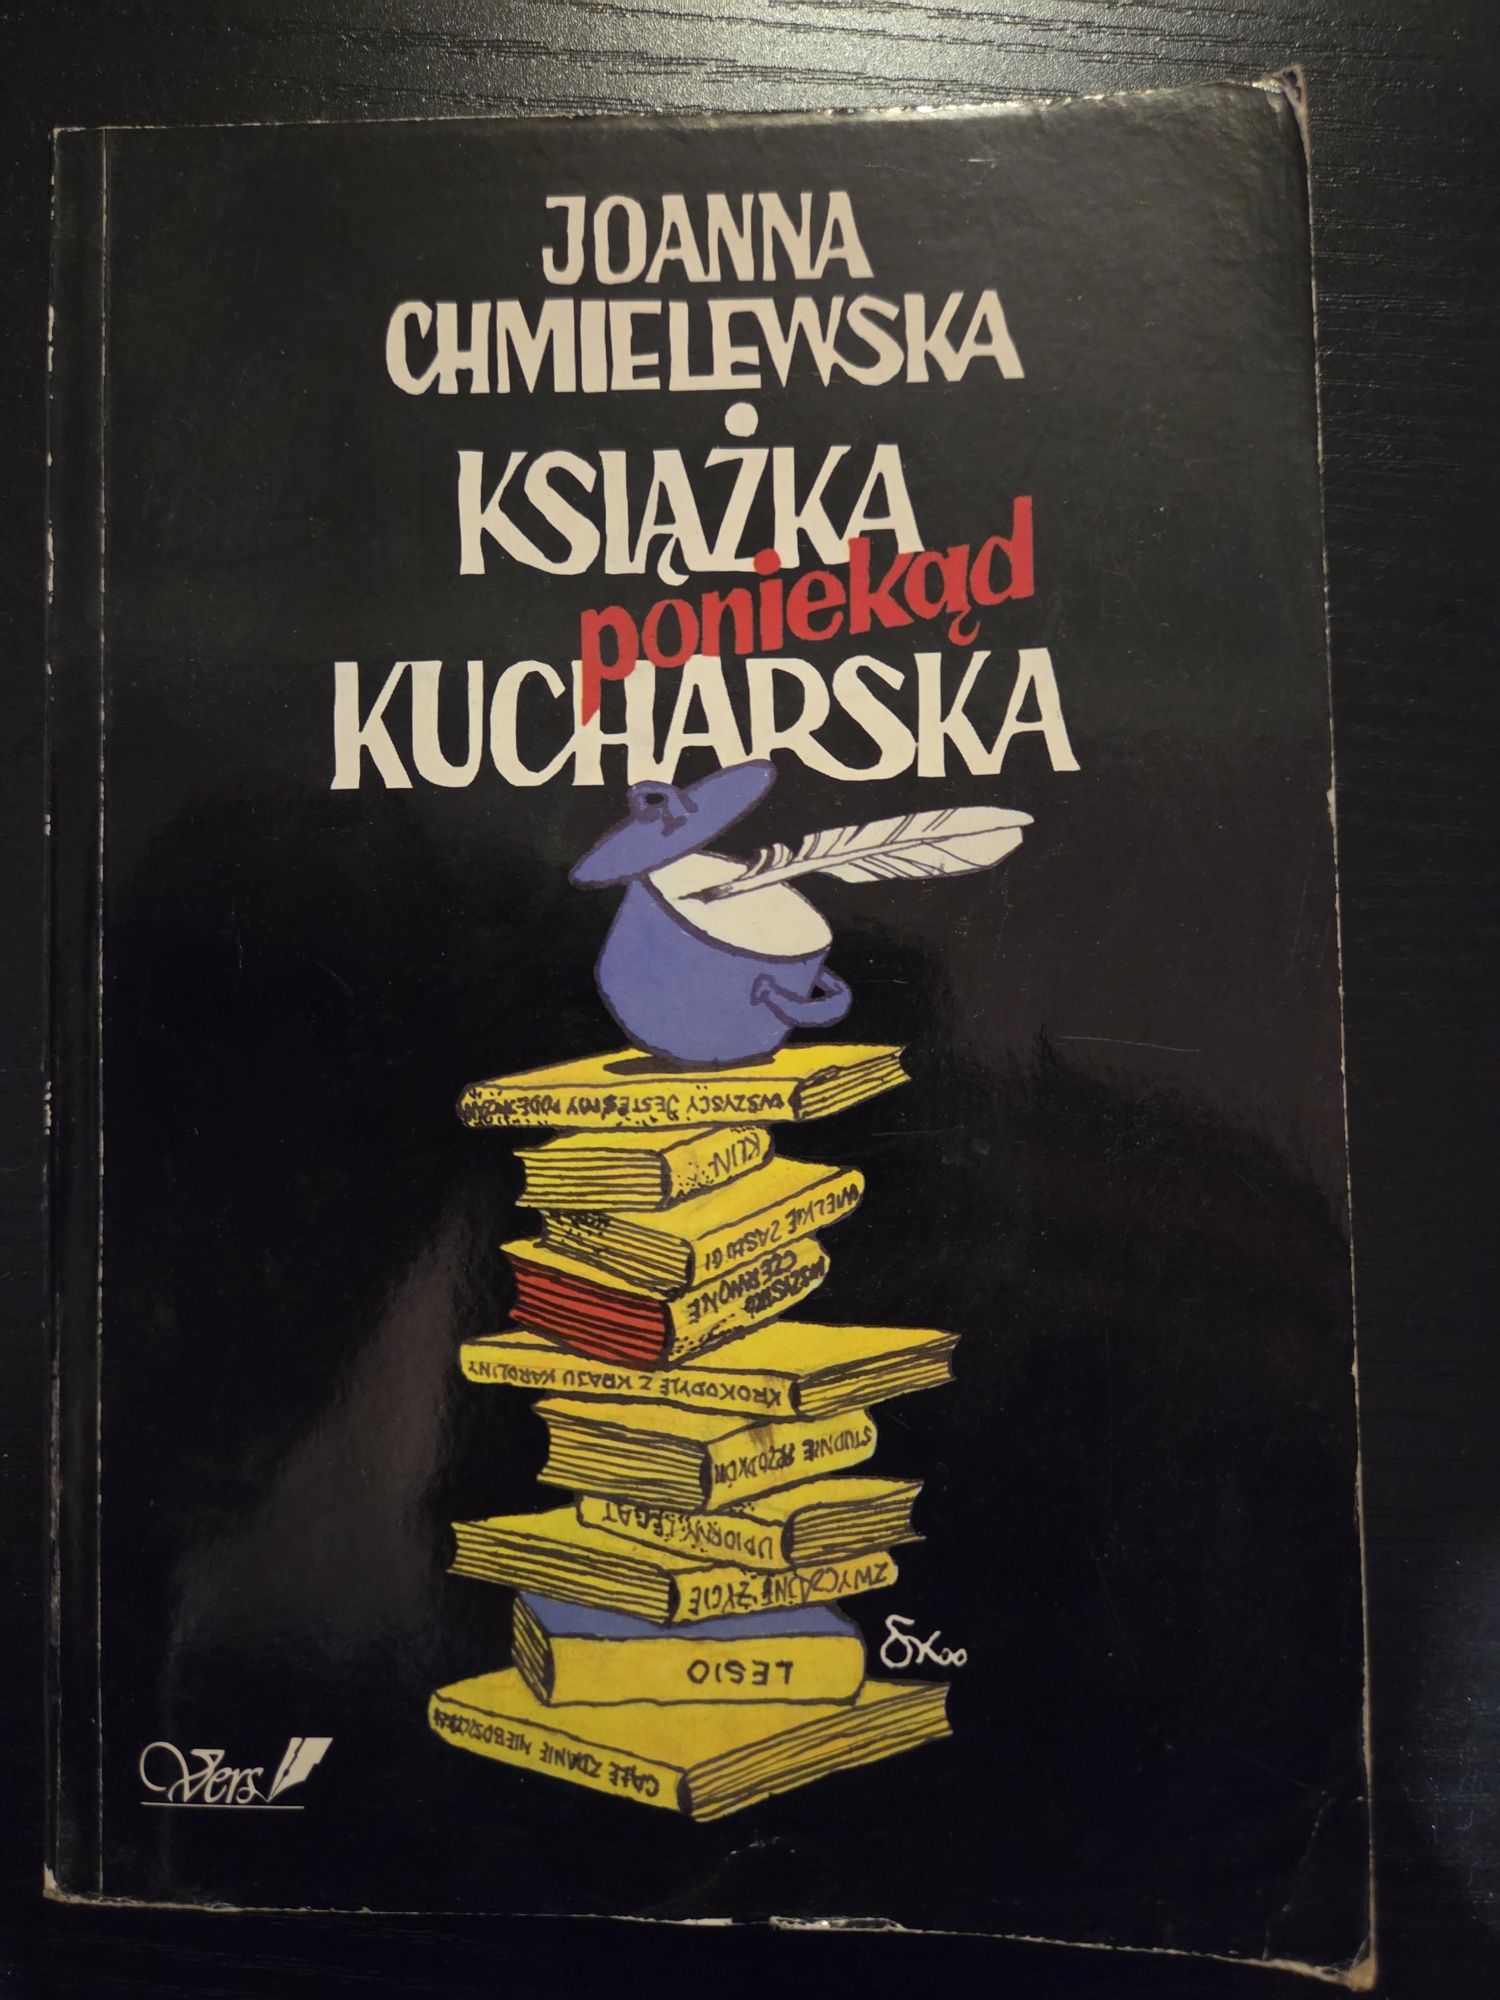 JOANNA
CHMIELEWSKA
KSIĄŻKA
poniekąd
KUCHARSKA
WSZYSCY JESTEŚMY PODEJRZANI
KLIN
WIELKIE ZASŁUGI
WSZYSTKO
CZERWONE
KROKODYLE Z KRAJU KAROLINY
STUDNIE
PRZODKÓW
UPIORNY LEGAT
ZWYCZAJNE ŻYCIE
LESIO
CAŁE ZDANIE NIEBOSZCZYKA
Vers